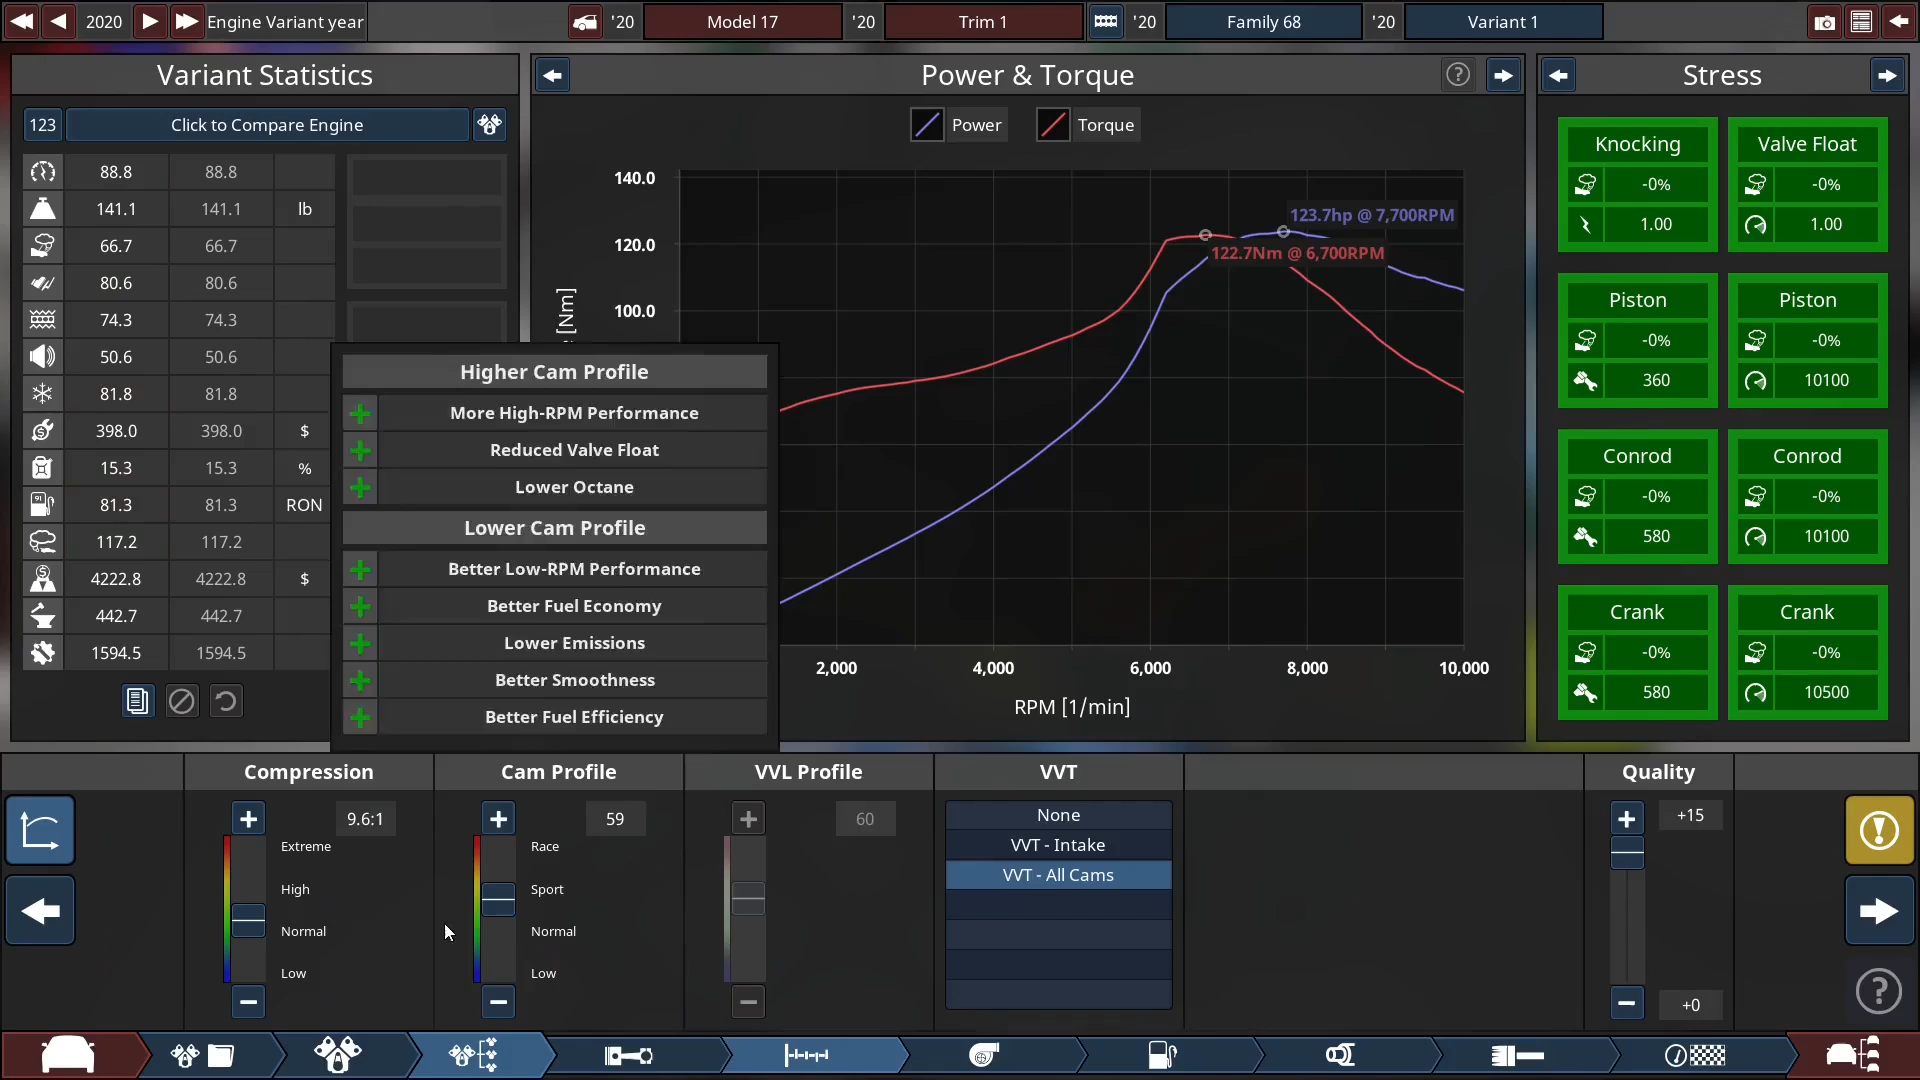 2020
Engine Variant year
'20
Model 17
'20
Trim 1
'20
Family 68
'20
Variant 1
Variant Statistics
123
Click to Compare Engine
88.8 88.8
141.1 141.1 lb
66.7 66.7
80.6 80.6
74.3 74.3
50.6 50.6
81.8 81.8
398.0 398.0 $
15.3 15.3 %
91
81.3 81.3 RON
117.2 117.2
4222.8 4222.8 $
442.7 442.7
1594.5 1594.5
Power & Torque
?
Power
Torque
140.0
120.0
100.0
[Nm]
123.7hp @ 7,700RPM
122.7Nm @ 6,700RPM
2,000
4,000
6,000
8,000
10,000
RPM [1/min]
Higher Cam Profile
More High-RPM Performance
Reduced Valve Float
Lower Octane
Lower Cam Profile
Better Low-RPM Performance
Better Fuel Economy
Lower Emissions
Better Smoothness
Better Fuel Efficiency
Stress
Knocking
-0%
1.00
Valve Float
-0%
1.00
Piston
-0%
360
Piston
-0%
10100
Conrod
-0%
580
Conrod
-0%
10100
Crank
-0%
580
Crank
-0%
10500
Compression
9.6:1
Extreme
High
Normal
Low
Cam Profile
59
Race
Sport
Normal
Low
VVL Profile
60
VVT
None
VVT - Intake
VVT - All Cams
Quality
+15
+0
?